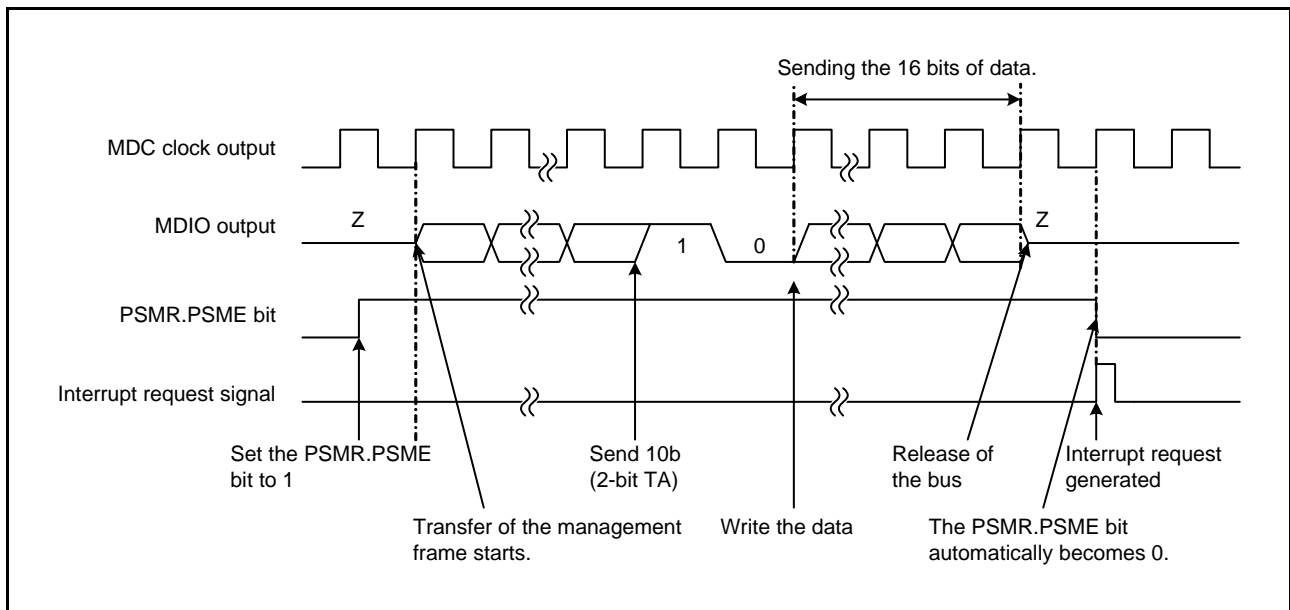 Sending the 16 bits of data.
MDC clock output
MDIO output
Z
1
0
Z
PSMR.PSME bit
Interrupt request signal
Set the PSMR.PSME
bit to 1
Send 10b
(2-bit TA)
Release of
the bus
Interrupt request
generated
Transfer of the management
frame starts.
Write the data
The PSMR.PSME bit
automatically becomes 0.